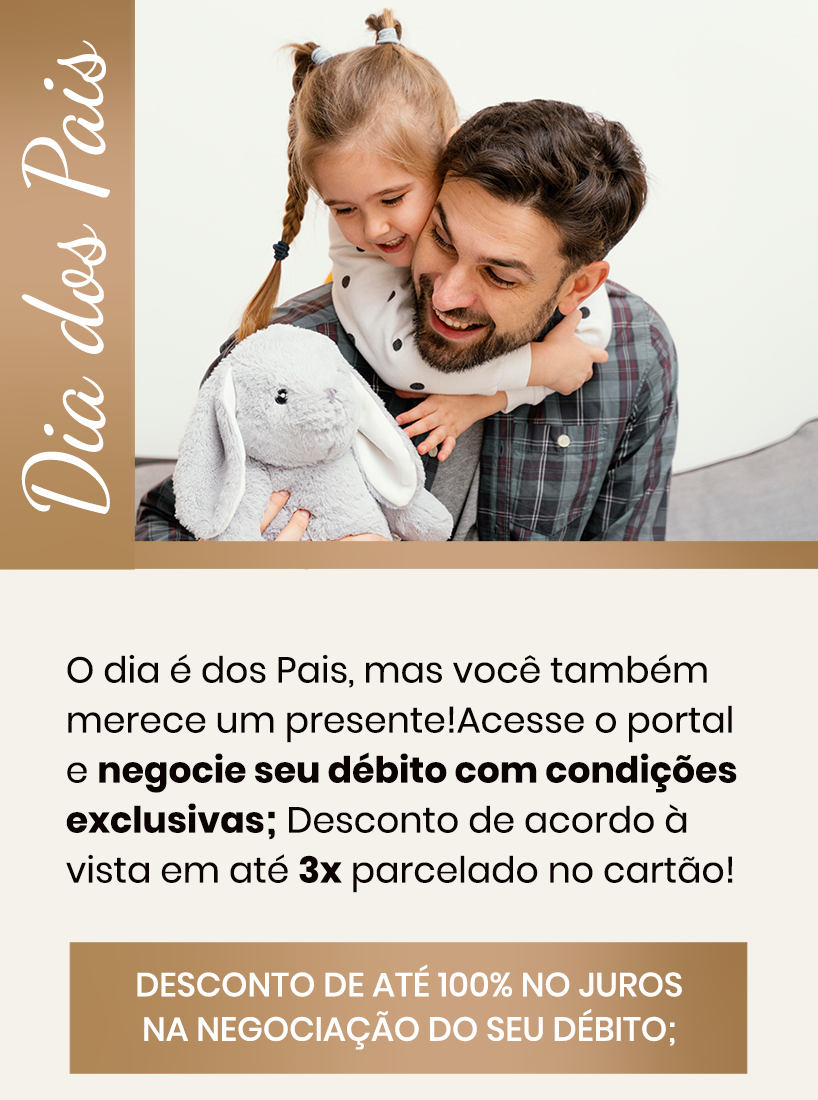 Dia dos Pais
O dia é dos Pais, mas você também
merece um presente!Acesse o portal
e negocie seu débito com condições
exclusivas; Desconto de acordo à
vista em até 3x parcelado no cartão!
DESCONTO DE ATÉ 100% NO JUROS
NA NEGOCIAÇÃO DO SEU DÉBITO;